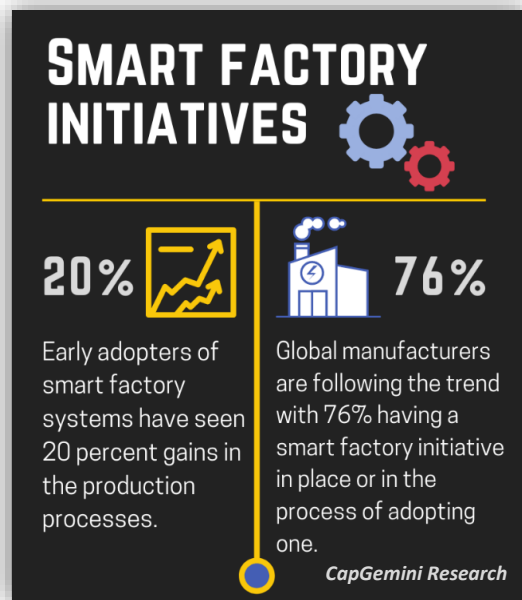 SMART FACTORY
INITIATIVES
20%
Early adopters of
smart factory
systems have seen
20 percent gains in
the production
processes.
76%
Global manufacturers
are following the trend
with 76% having a
smart factory initiative
in place or in the
process of adopting
one.
CapGemini Research